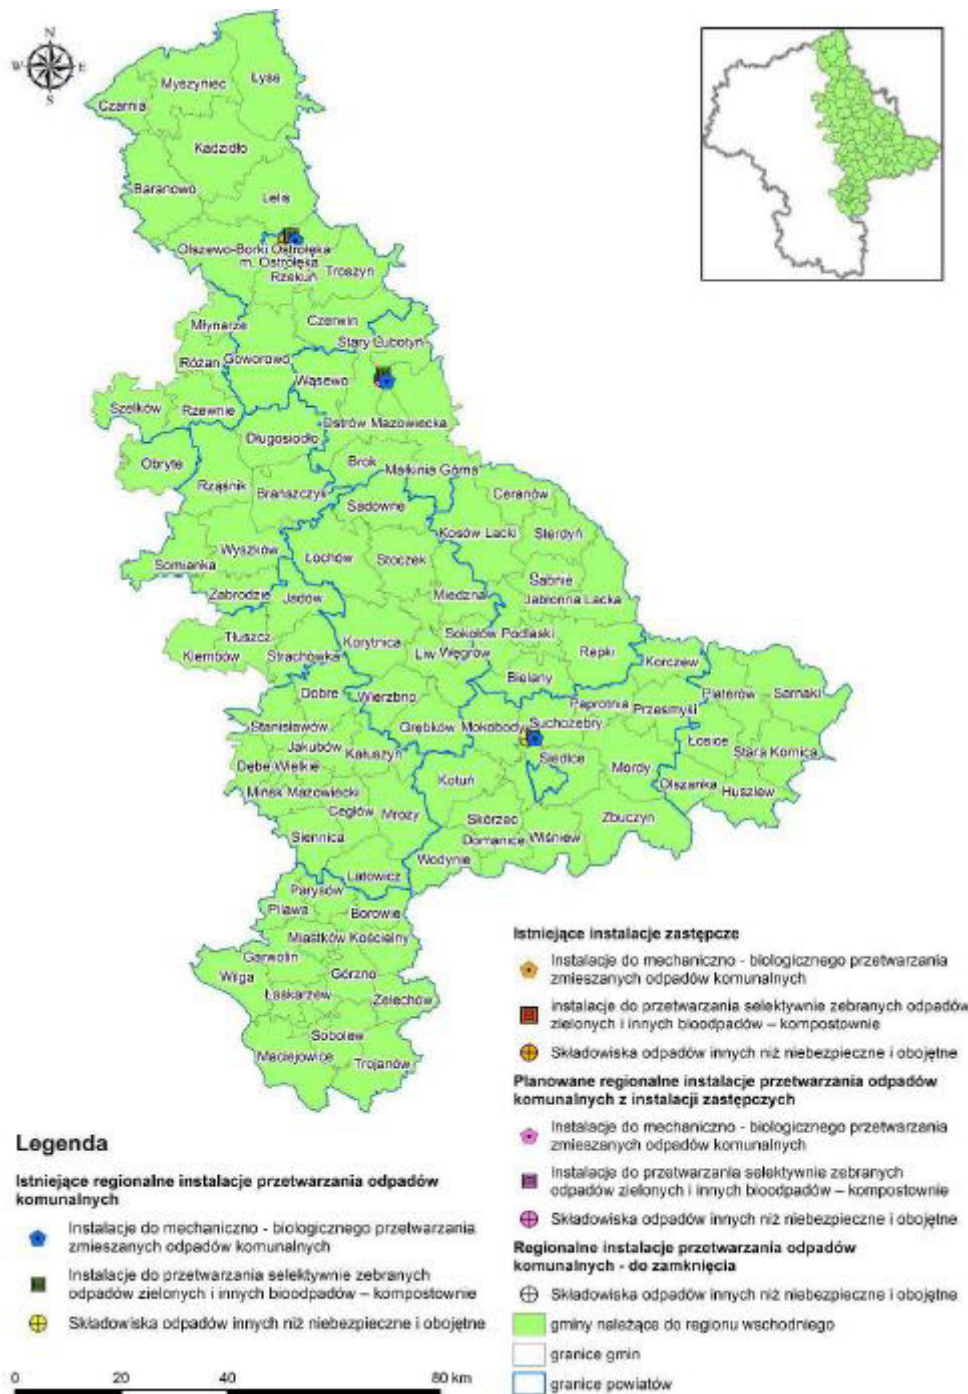 N
W E
S
Łyse
Myszyniec
Czarnia
Kadzidło
Baranowo
Lelis
Olszewo-Borki Ostrołęka
m. Ostrołęka
Rzekuń
Troszyn
Czerwin
Młynarze
Stary Lubotyń
Goworowo
Różan
Wąsewo
Szelków
Rzewnie
Ostrów Mazowiecka
Długosiodło
Obryte
Brok
Małkinia Górna
Rząśnik
Brańszczyk
Ceranów
Sadowne
Kosów Lacki
Sterdyń
Wyszków
Łochów
Stoczek
Somianka
Sabnie
Zabrodzie
Jadów
Miedzna
Jabłonna Lacka
Tłuszcz
Korytnica
Sokołów Podlaski
Klembów
Strachówka
Liw
Węgrów
Repki
Korczew
Bielany
Dobre
Wierzbno
Paprotnia
Przesmyki
Platerów
Sarnaki
Stanisławów
Grębków
Mokobody
Suchożebry
Jakubów
Kałuszyn
Siedlce
Łosice
Stara Kornica
Dębe Wielkie
Kotuń
Mordy
Olszanka
Huszlew
Mińsk Mazowiecki
Cegłów
Mrozy
Skórzec
Zbuczyn
Siennica
Domanice
Wiśniew
Wodynie
Latowicz
Parysów
Pilawa
Borowie
Miastków Kościelny
Garwolin
Wilga
Górzno
Łaskarzew
Żelechów
Sobolew
Maciejowice
Trojanów
Legenda
Istniejące regionalne instalacje przetwarzania odpadów
komunalnych
Instalacje do mechaniczno - biologicznego przetwarzania
zmieszanych odpadów komunalnych
Instalacje do przetwarzania selektywnie zebranych
odpadów zielonych i innych bioodpadów – kompostownie
Składowiska odpadów innych niż niebezpieczne i obojętne
0 20 40 80 km
Istniejące instalacje zastępcze
Instalacje do mechaniczno - biologicznego przetwarzania
zmieszanych odpadów komunalnych
instalacje do przetwarzania selektywnie zebranych odpadów
zielonych i innych bioodpadów – kompostownie
Składowiska odpadów innych niż niebezpieczne i obojętne
Planowane regionalne instalacje przetwarzania odpadów
komunalnych z instalacji zastępczych
Instalacje do mechaniczno - biologicznego przetwarzania
zmieszanych odpadów komunalnych
Instalacje do przetwarzania selektywnie zebranych
odpadów zielonych i innych bioodpadów – kompostownie
Składowiska odpadów innych niż niebezpieczne i obojętne
Regionalne instalacje przetwarzania odpadów
komunalnych - do zamknięcia
Składowiska odpadów innych niż niebezpieczne i obojętne
gminy należące do regionu wschodniego
granice gmin
granice powiatów